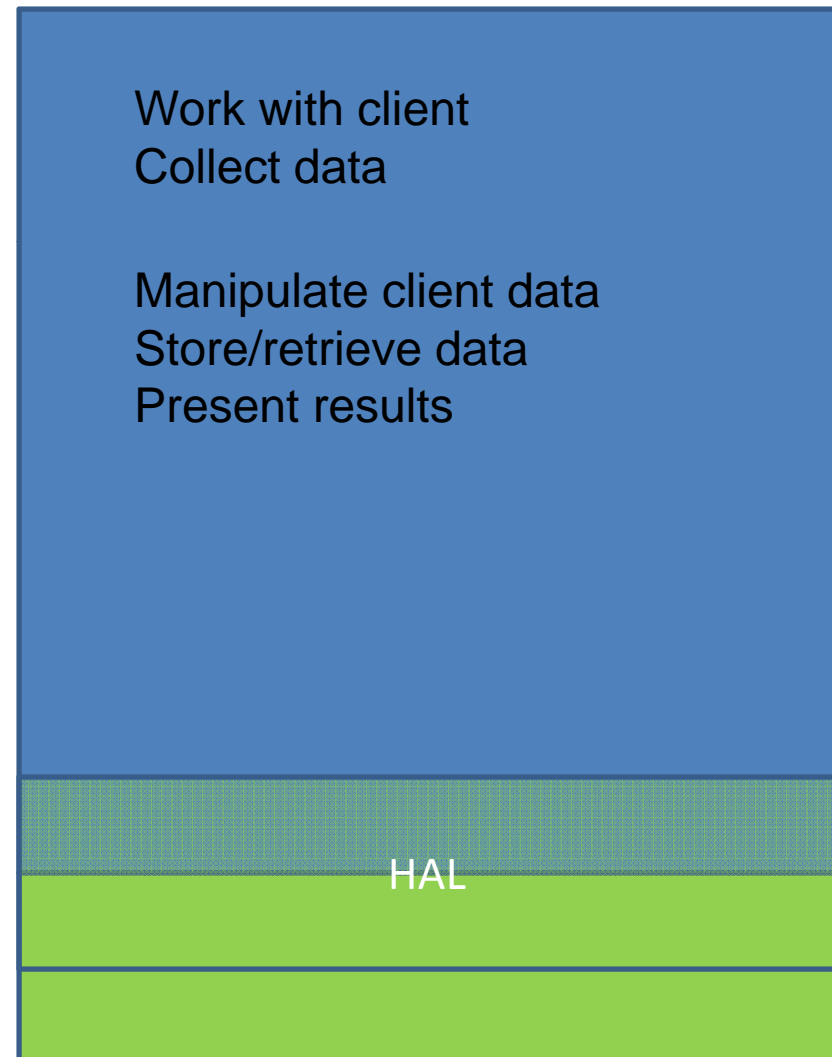 Work with client
Collect data
Manipulate client data
Store/retrieve data
Present results
HAL